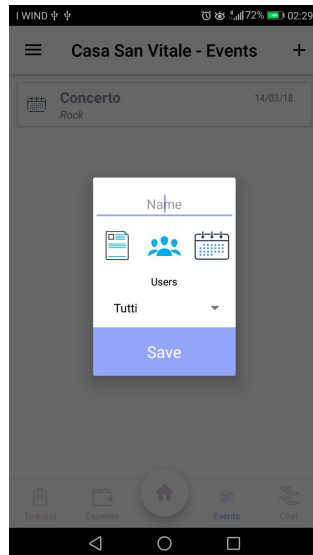 I WIND 72% 02:29
Casa San Vitale - Events +
Concerto 14/03/18
Rock
Name
Users
Tutti
Save
Todolist Expense Events Chat